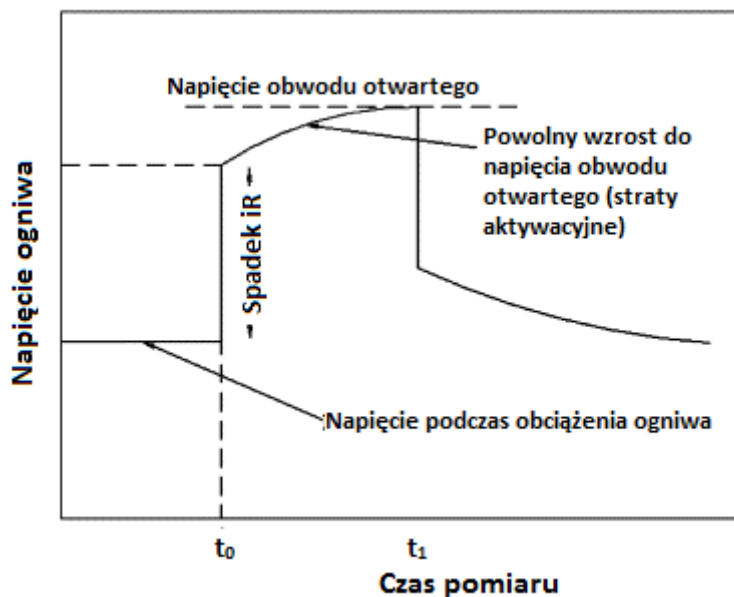 Napięcie obwodu otwartego
Powolny wzrost do
napięcia obwodu
otwartego (straty
aktywacyjne)
Napięcie ogniwa
Spadek iR
Napięcie podczas obciążenia ogniwa
t₀
t₁
Czas pomiaru